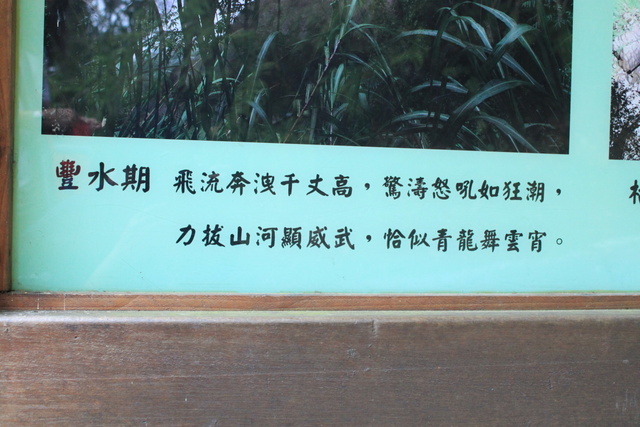 豐水期 飛流奔洩千丈高，驚濤怒吼如狂潮，
力拔山河顯威武，恰似青龍舞雲宵。